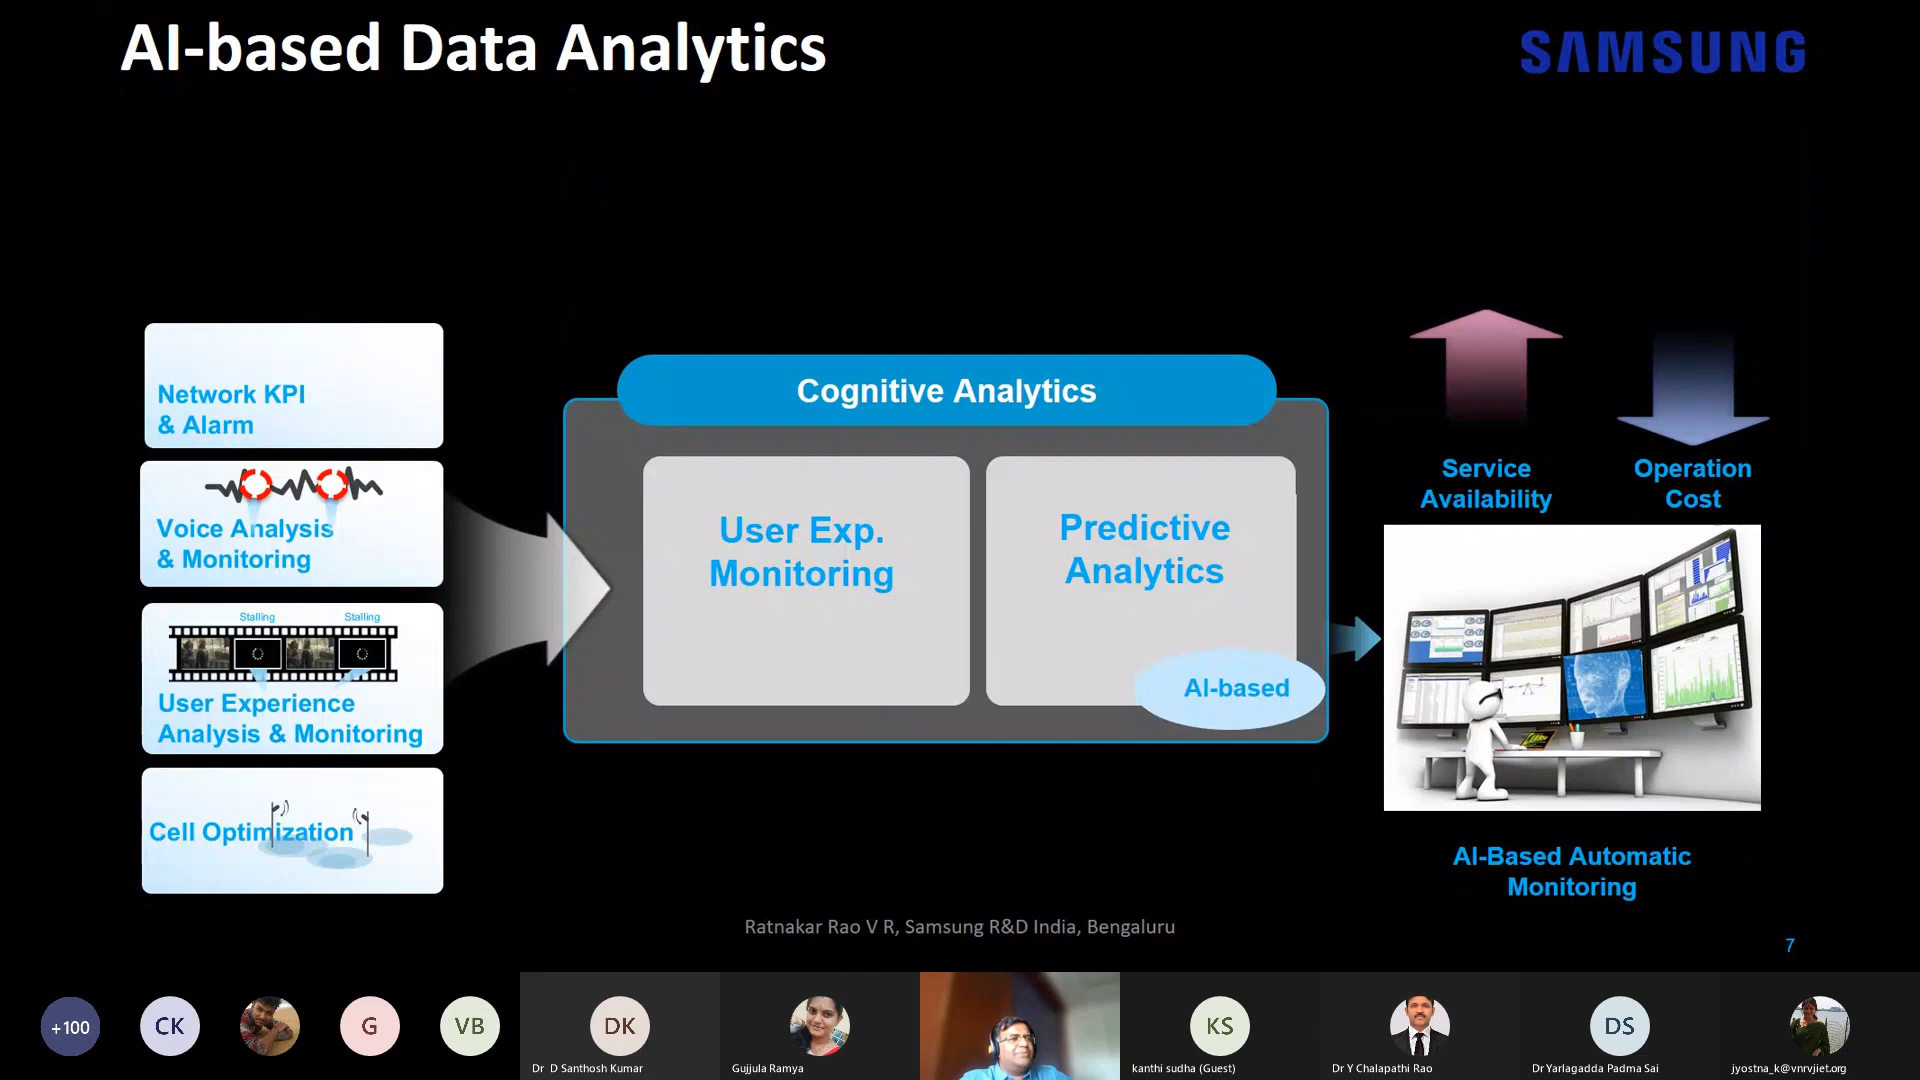 AI-based Data Analytics
SAMSUNG
Network KPI
& Alarm
Voice Analysis
& Monitoring
Stalling
Stalling
User Experience
Analysis & Monitoring
Cell Optimization
Cognitive Analytics
User Exp.
Monitoring
Predictive
Analytics
AI-based
Service
Availability
Operation
Cost
AI-Based Automatic
Monitoring
Ratnakar Rao V R, Samsung R&D India, Bengaluru
7
+100
CK
G
VB
DK
Dr D Santhosh Kumar
Gujjula Ramya
KS
kanthi sudha (Guest)
Dr Y Chalapathi Rao
DS
Dr Yarlagadda Padma Sai
jyostna_k@vnrvjiet.org